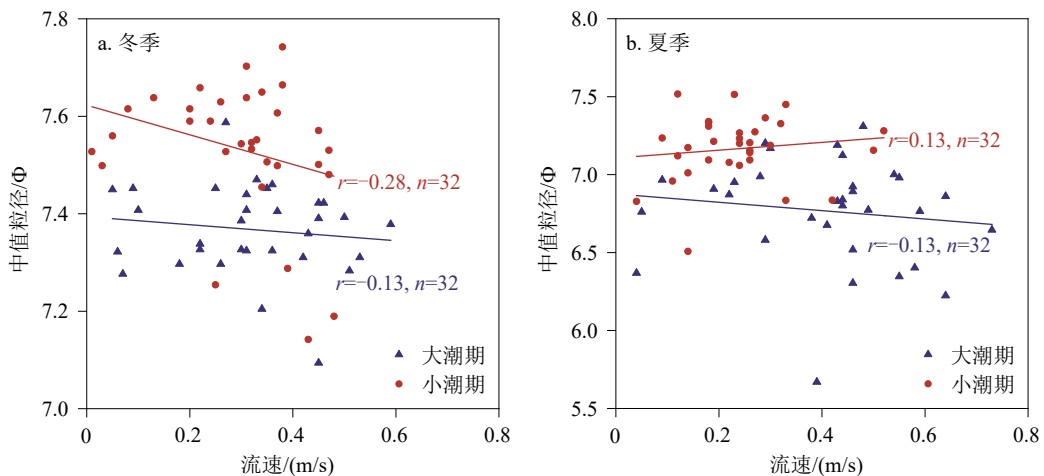 a. 冬季
中值粒径/Φ
7.8
7.6
7.4
7.2
7.0
r=−0.28, n=32
r=−0.13, n=32
大潮期
小潮期
0
0.2
0.4
0.6
0.8
流速/(m/s)
b. 夏季
中值粒径/Φ
8.0
7.5
7.0
6.5
6.0
5.5
r=0.13, n=32
r=−0.13, n=32
大潮期
小潮期
0
0.2
0.4
0.6
0.8
流速/(m/s)